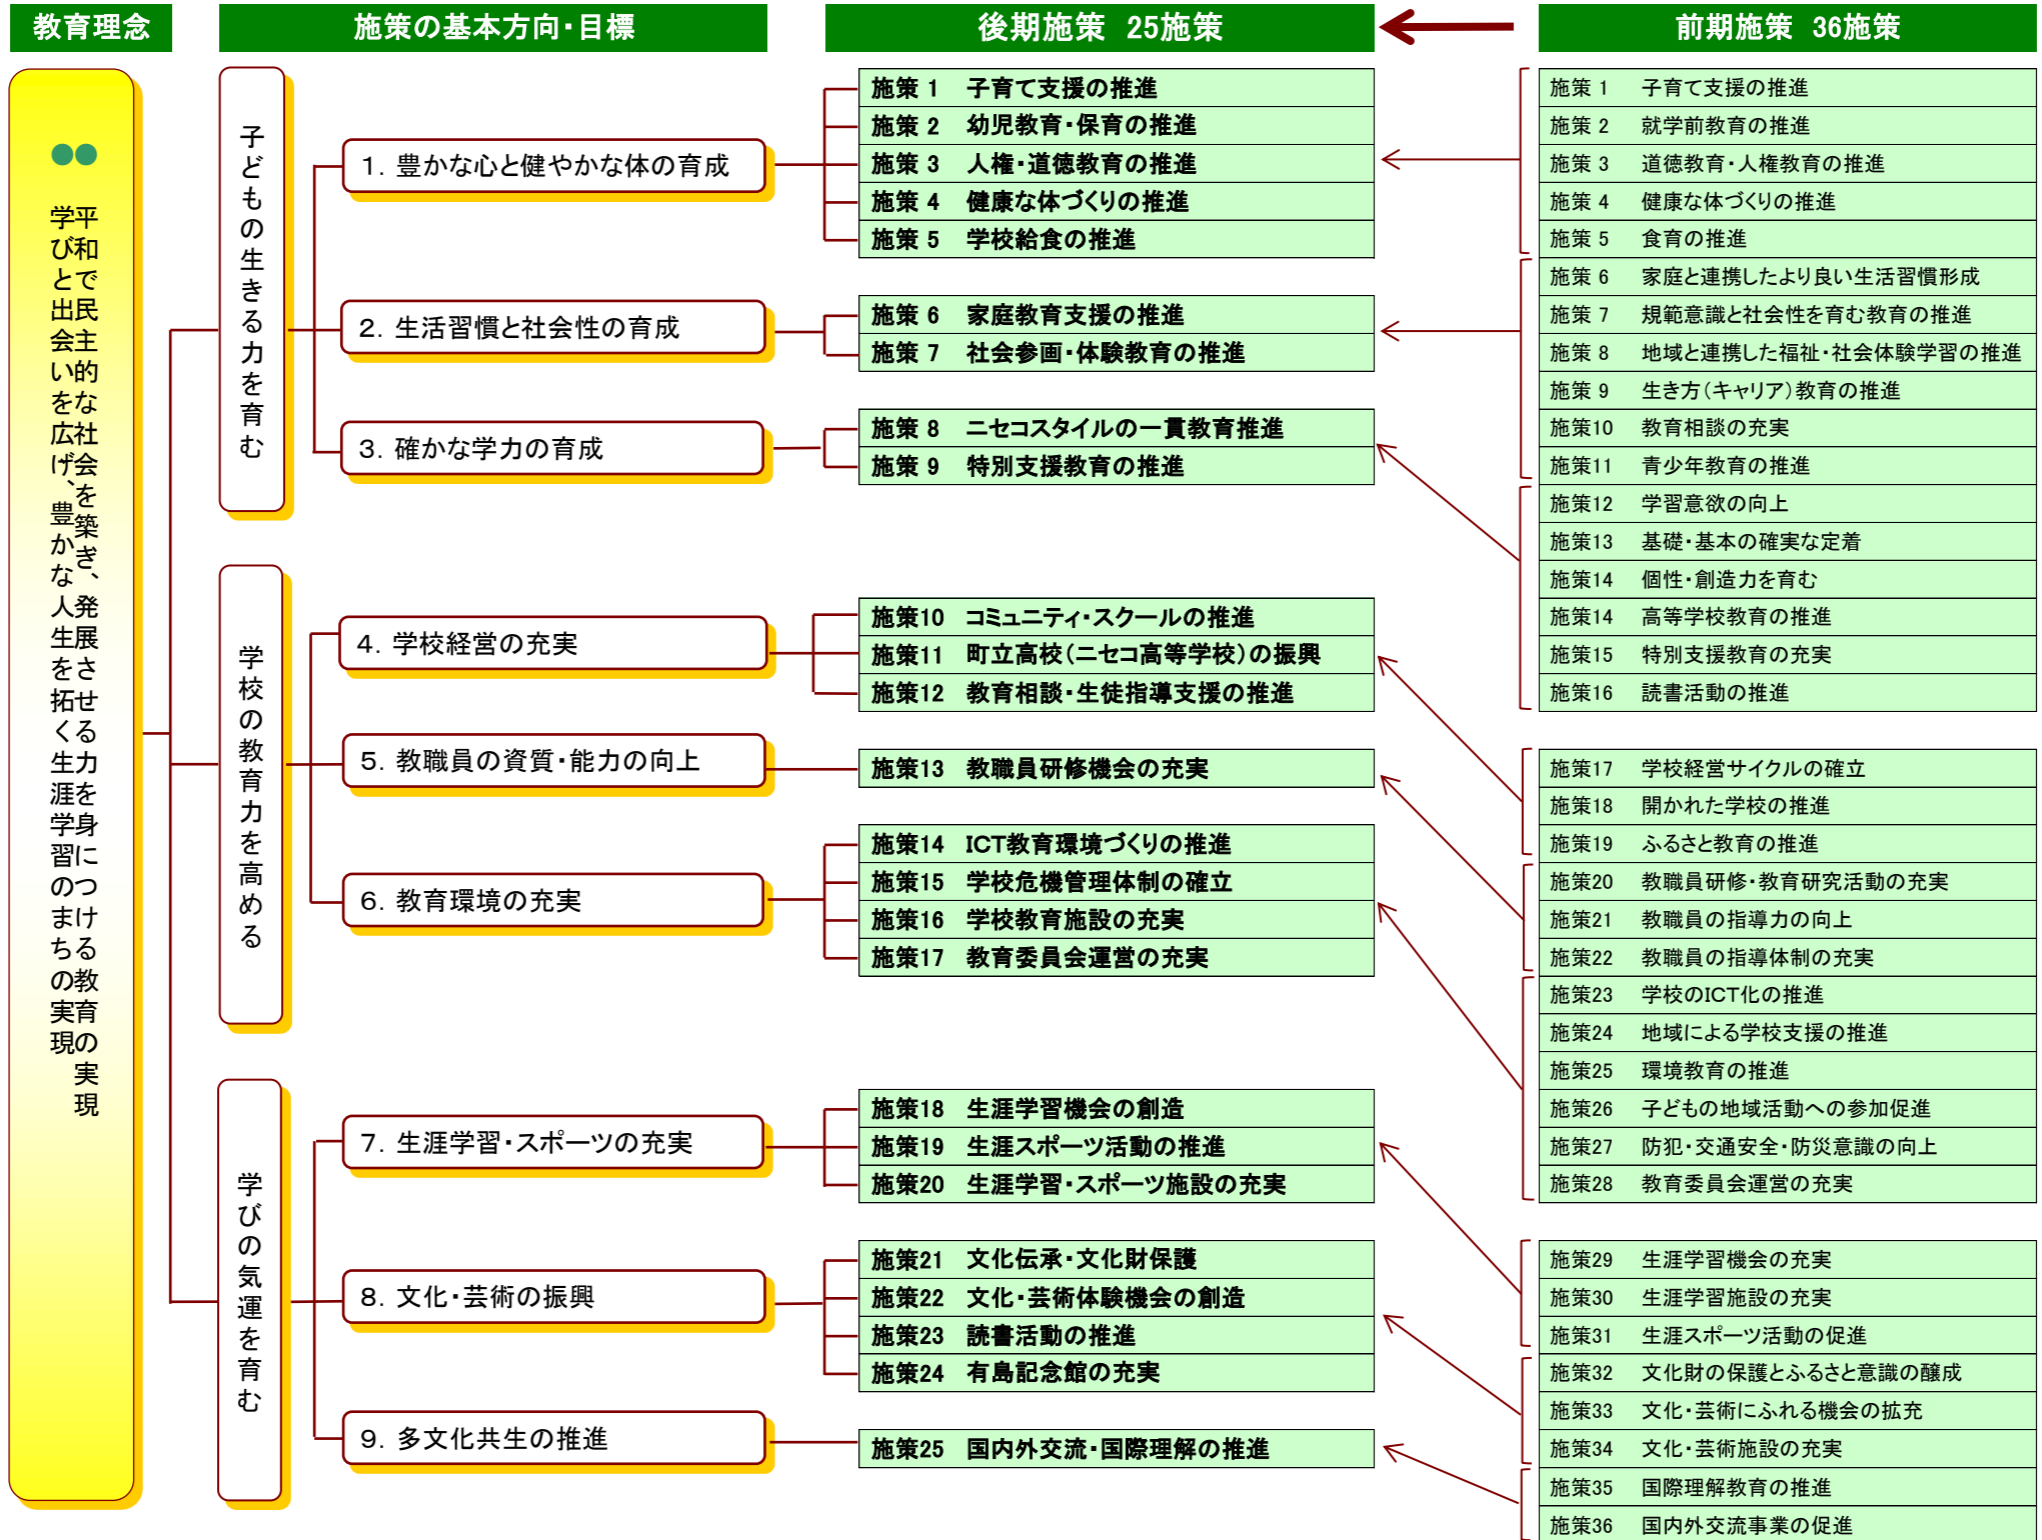 教育理念
施策の基本方向・目標
後期施策 25施策
前期施策 36施策
●平和で民主的な社会を築き、発展させる力を身につける教育の実現
●学びと出会いを広げ、豊かな人生を拓く生涯学習のまちの実現
子どもの生きる力を育む
1. 豊かな心と健やかな体の育成
施策 1 子育て支援の推進
施策 2 幼児教育・保育の推進
施策 3 人権・道徳教育の推進
施策 4 健康な体づくりの推進
施策 5 学校給食の推進
2. 生活習慣と社会性の育成
施策 6 家庭教育支援の推進
施策 7 社会参画・体験教育の推進
3. 確かな学力の育成
施策 8 ニセコスタイルの一貫教育推進
施策 9 特別支援教育の推進
学校の教育力を高める
4. 学校経営の充実
施策10 コミュニティ・スクールの推進
施策11 町立高校(ニセコ高等学校)の振興
施策12 教育相談・生徒指導支援の推進
5. 教職員の資質・能力の向上
施策13 教職員研修機会の充実
6. 教育環境の充実
施策14 ICT教育環境づくりの推進
施策15 学校危機管理体制の確立
施策16 学校教育施設の充実
施策17 教育委員会運営の充実
学びの気運を育む
7. 生涯学習・スポーツの充実
施策18 生涯学習機会の創造
施策19 生涯スポーツ活動の推進
施策20 生涯学習・スポーツ施設の充実
8. 文化・芸術の振興
施策21 文化伝承・文化財保護
施策22 文化・芸術体験機会の創造
施策23 読書活動の推進
施策24 有島記念館の充実
9. 多文化共生の推進
施策25 国内外交流・国際理解の推進
施策 1 子育て支援の推進
施策 2 就学前教育の推進
施策 3 道徳教育・人権教育の推進
施策 4 健康な体づくりの推進
施策 5 食育の推進
施策 6 家庭と連携したより良い生活習慣形成
施策 7 規範意識と社会性を育む教育の推進
施策 8 地域と連携した福祉・社会体験学習の推進
施策 9 生き方(キャリア)教育の推進
施策10 教育相談の充実
施策11 青少年教育の推進
施策12 学習意欲の向上
施策13 基礎・基本の確実な定着
施策14 個性・創造力を育む
施策14 高等学校教育の推進
施策15 特別支援教育の充実
施策16 読書活動の推進
施策17 学校経営サイクルの確立
施策18 開かれた学校の推進
施策19 ふるさと教育の推進
施策20 教職員研修・教育研究活動の充実
施策21 教職員の指導力の向上
施策22 教職員の指導体制の充実
施策23 学校のICT化の推進
施策24 地域による学校支援の推進
施策25 環境教育の推進
施策26 子どもの地域活動への参加促進
施策27 防犯・交通安全・防災意識の向上
施策28 教育委員会運営の充実
施策29 生涯学習機会の充実
施策30 生涯学習施設の充実
施策31 生涯スポーツ活動の促進
施策32 文化財の保護とふるさと意識の醸成
施策33 文化・芸術にふれる機会の拡充
施策34 文化・芸術施設の充実
施策35 国際理解教育の推進
施策36 国内外交流事業の促進